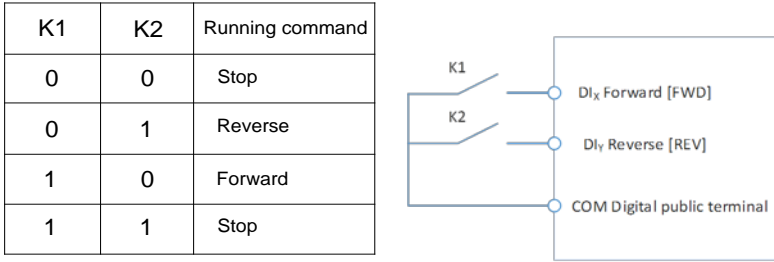 K1 K2 Running command
0 0 Stop
0 1 Reverse
1 0 Forward
1 1 Stop
K1
DIX Forward [FWD]
K2
DIY Reverse [REV]
COM Digital public terminal